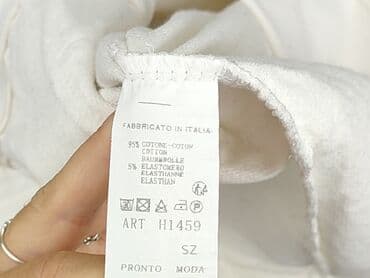 FABBRICATO IN ITALIA
95% COTONE-COTON
COTTON
BAUMWOLLE
5% ELASTOMERO
ELASTHANNE
ELASTHAN
ART H1459
SZ
PRONTO MODA